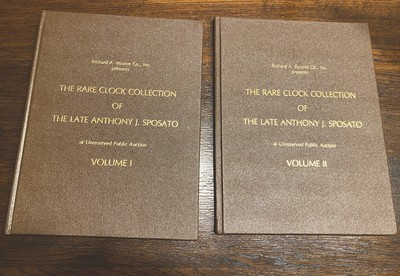 Richard A. Bourne Co., Inc.
presents
THE RARE CLOCK COLLECTION
OF
THE LATE ANTHONY J. SPOSATO
at Unreserved Public Auction
VOLUME I
Richard A. Bourne Co., Inc.
presents
THE RARE CLOCK COLLECTION
OF
THE LATE ANTHONY J. SPOSATO
at Unreserved Public Auction
VOLUME II